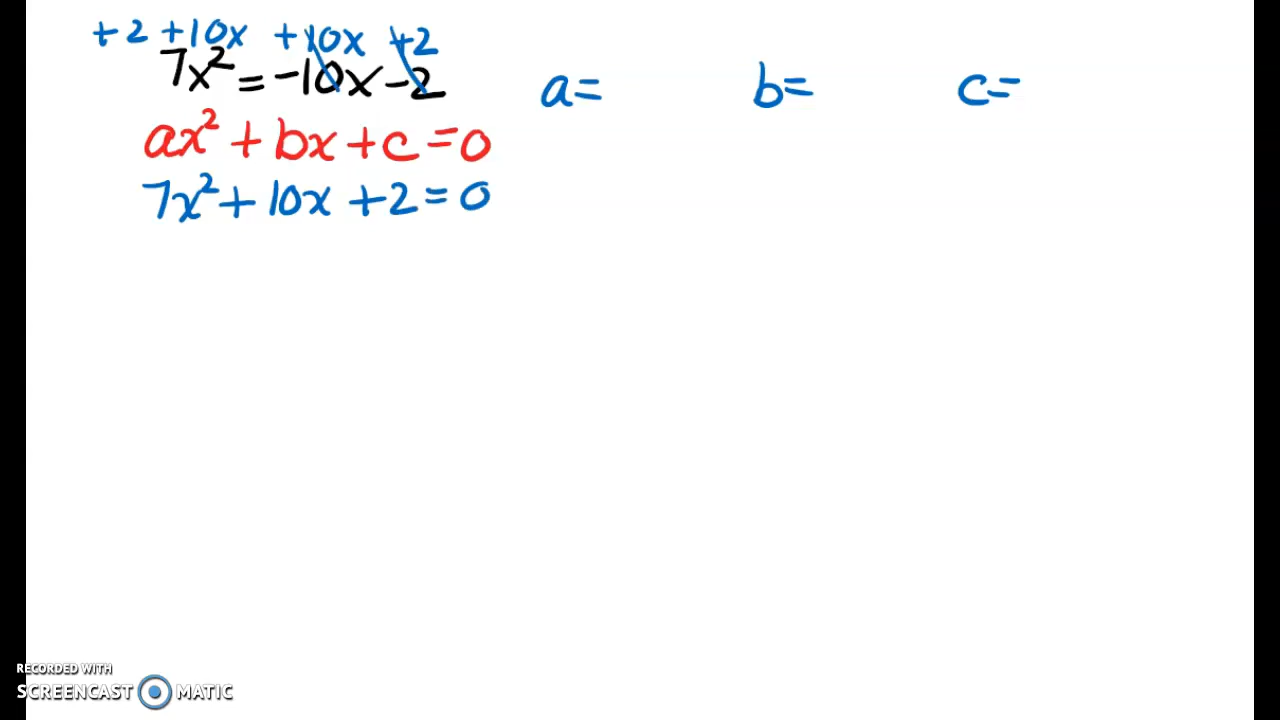 +2 +10x +10x +2
7x² = -10x -2
a= b= c=
ax² + bx + c = 0
7x² + 10x + 2 = 0
RECORDED WITH
SCREENCAST MATIC